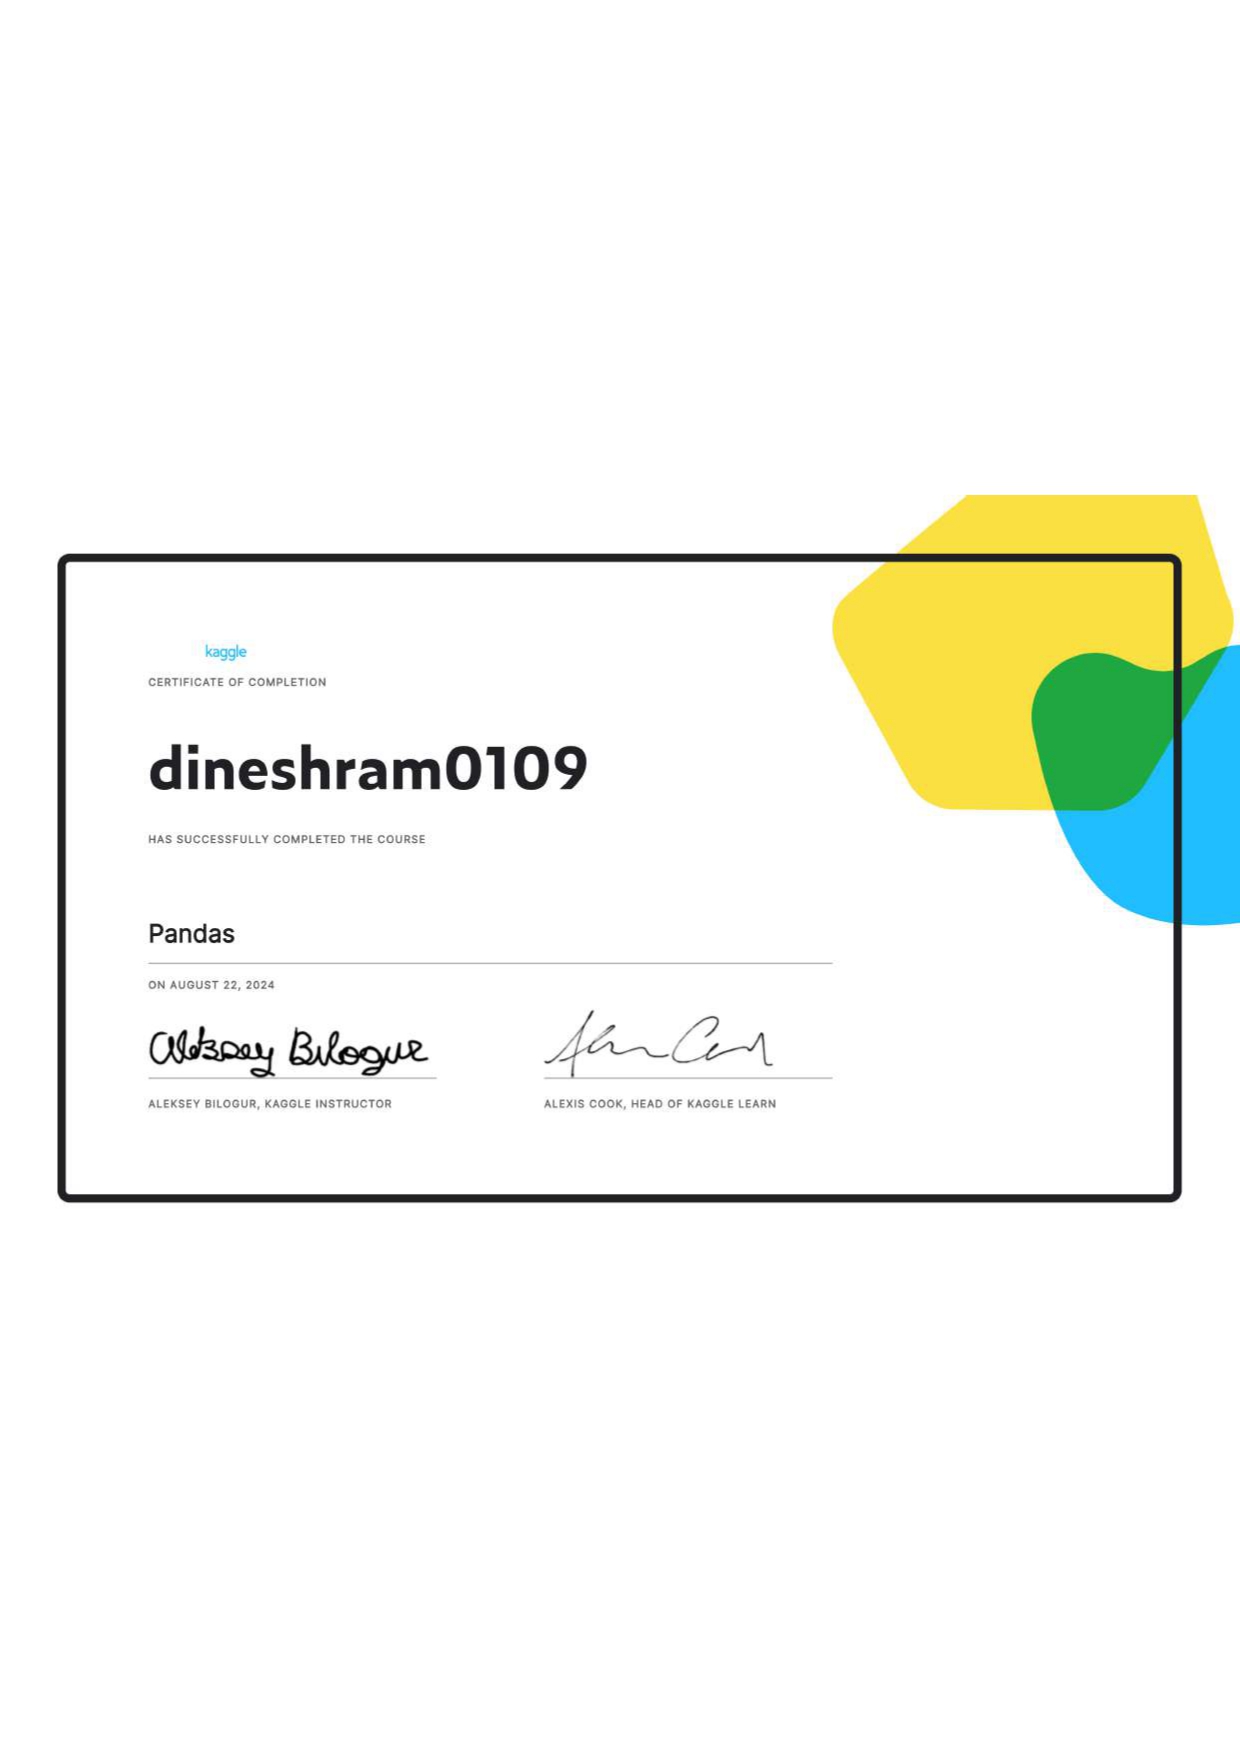 kaggle
CERTIFICATE OF COMPLETION
dineshram0109
HAS SUCCESSFULLY COMPLETED THE COURSE
Pandas
ON AUGUST 22, 2024
Aleksey Bilogur
ALEKSEY BILOGUR, KAGGLE INSTRUCTOR
ALEXIS COOK, HEAD OF KAGGLE LEARN